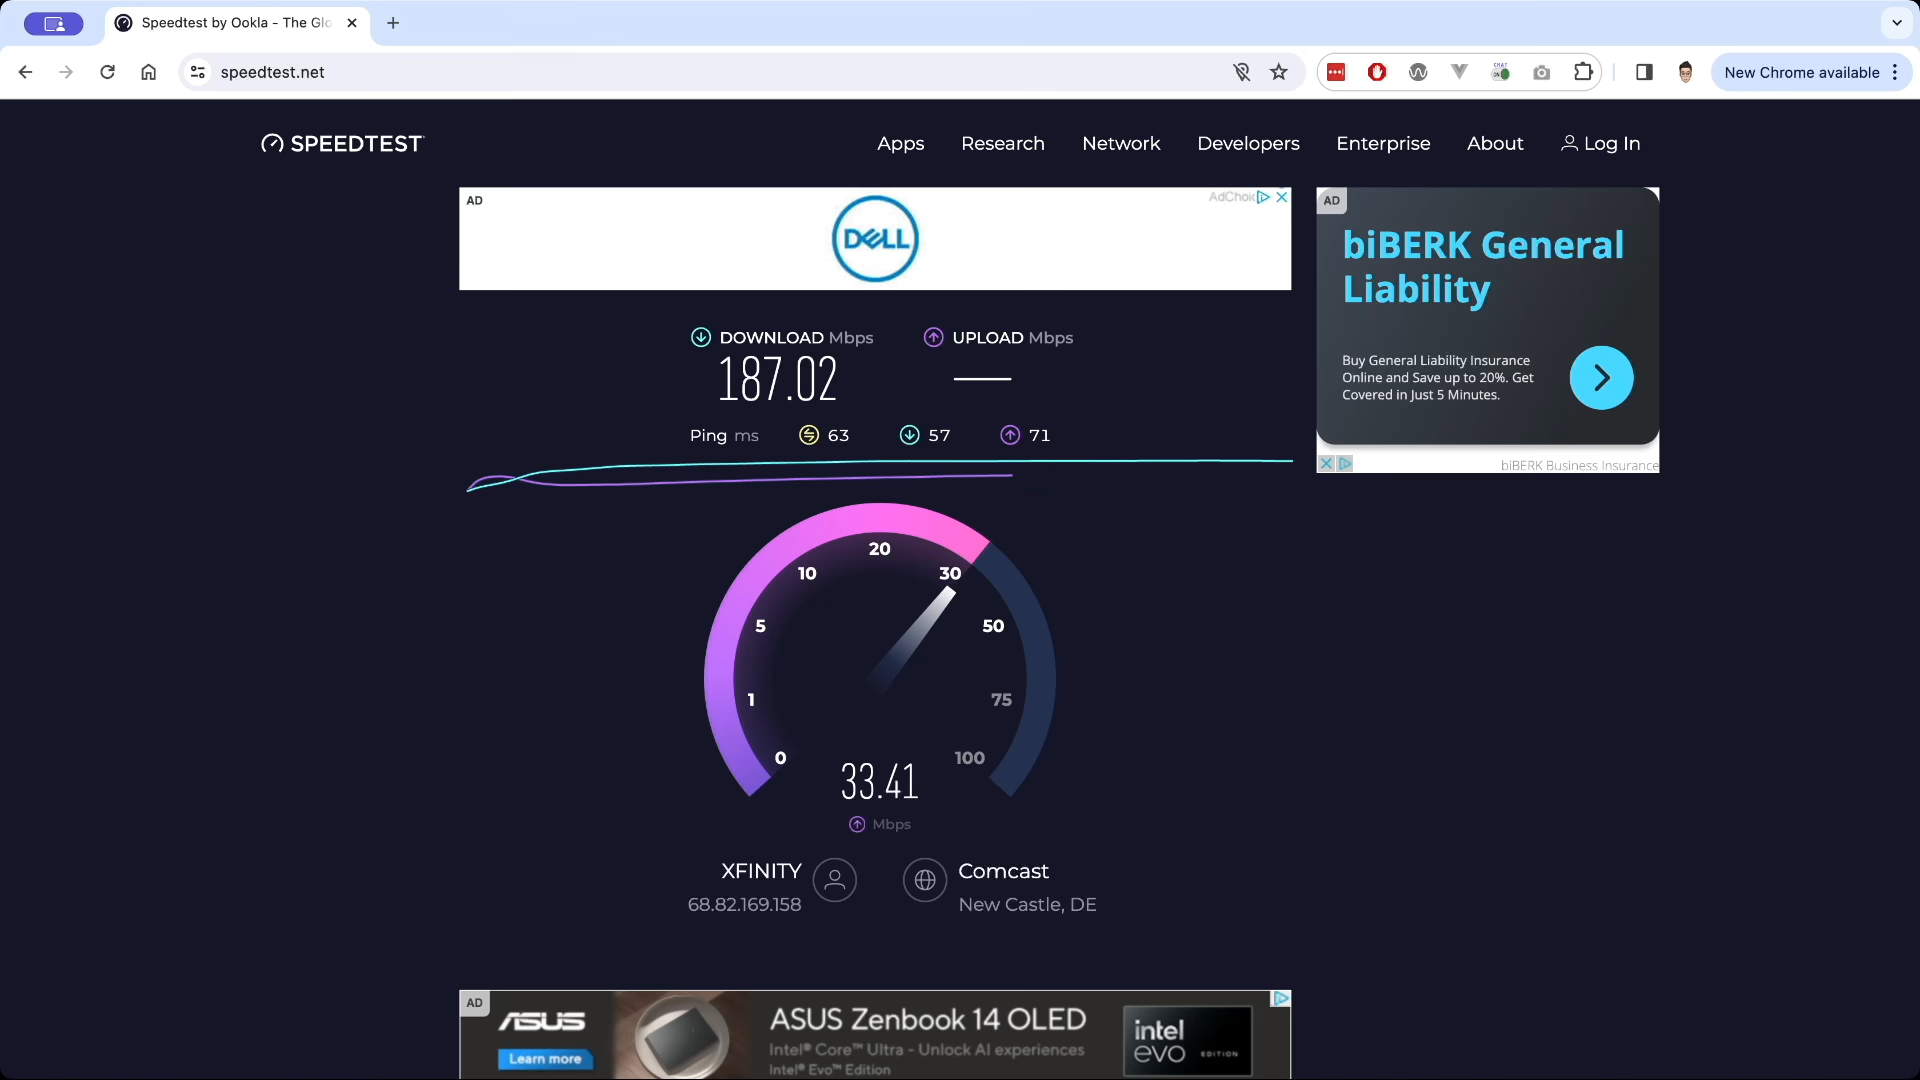 Speedtest by Ookla - The Glo
speedtest.net
CHAT
New Chrome available
SPEEDTEST
Apps Research Network Developers Enterprise About Log In
AD
AdChoic
DELL
AD
biBERK General
Liability
Buy General Liability Insurance
Online and Save up to 20%. Get
Covered in Just 5 Minutes.
biBERK Business Insurance
DOWNLOAD Mbps UPLOAD Mbps
187.02
Ping ms 63 57 71
0
1
5
10
20
30
50
75
100
33.41
Mbps
XFINITY
68.82.169.158
Comcast
New Castle, DE
AD
ASUS
Learn more
ASUS Zenbook 14 OLED
Intel® Core™ Ultra - Unlock AI experiences
Intel® Evo™ Edition
intel
evo EDITION